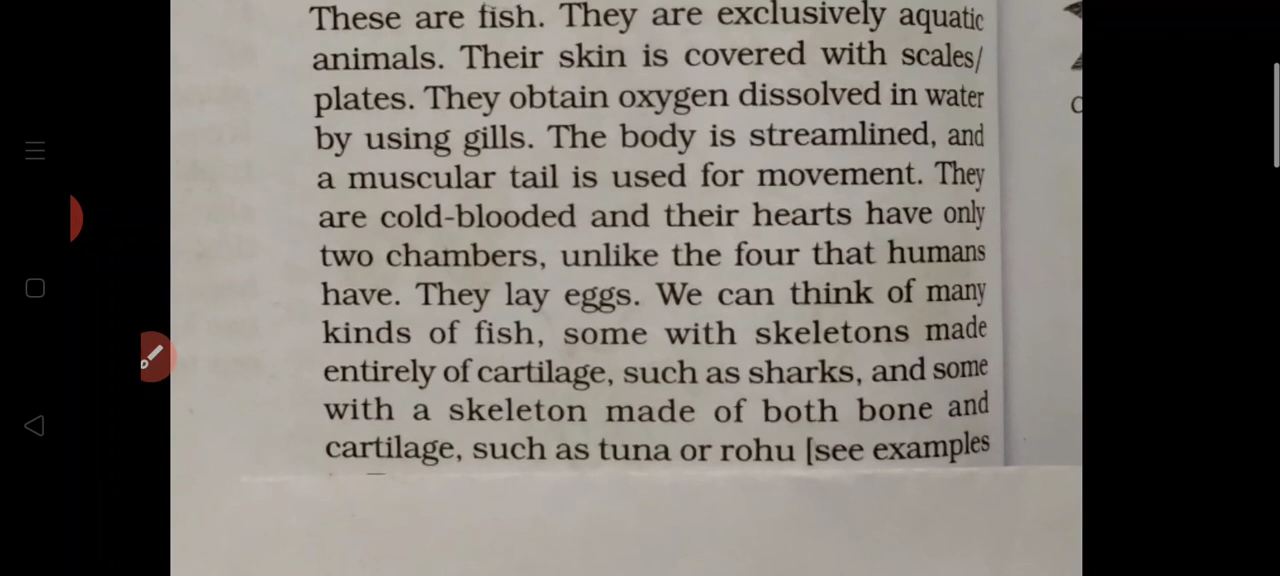 These are fish. They are exclusively aquatic
animals. Their skin is covered with scales/
plates. They obtain oxygen dissolved in water
by using gills. The body is streamlined, and
a muscular tail is used for movement. They
are cold-blooded and their hearts have only
two chambers, unlike the four that humans
have. They lay eggs. We can think of many
kinds of fish, some with skeletons made
entirely of cartilage, such as sharks, and some
with a skeleton made of both bone and
cartilage, such as tuna or rohu [see examples